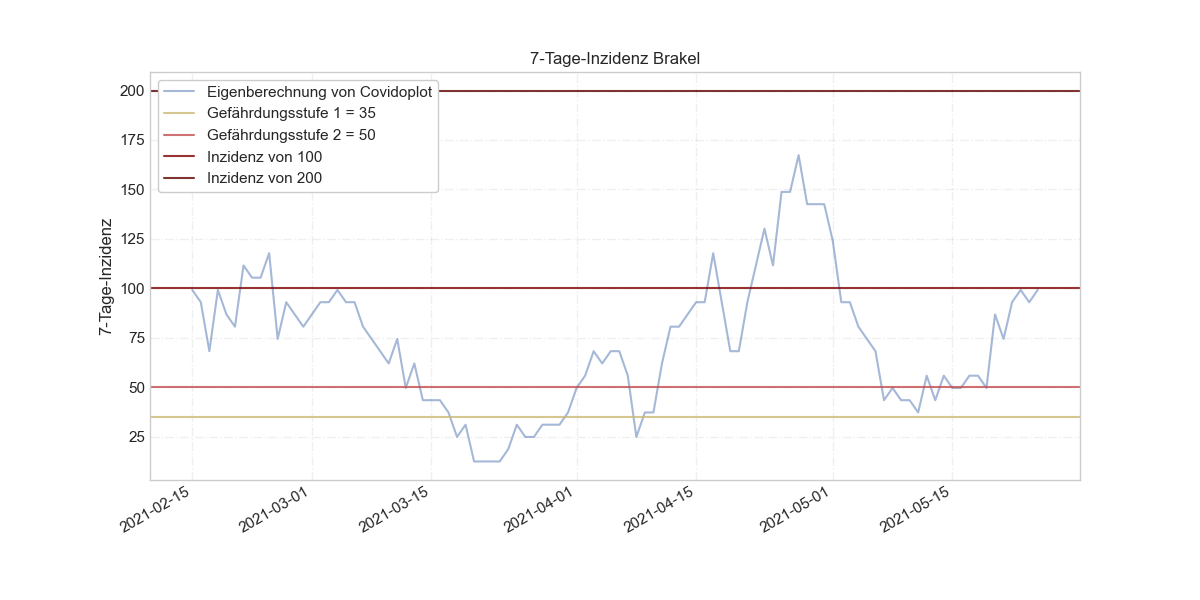 7-Tage-Inzidenz Brakel
200
175
150
125
100
75
50
25
7-Tage-Inzidenz
Eigenberechnung von Covidoplot
Gefährdungsstufe 1 = 35
Gefährdungsstufe 2 = 50
Inzidenz von 100
Inzidenz von 200
2021-02-15
2021-03-01
2021-03-15
2021-04-01
2021-04-15
2021-05-01
2021-05-15